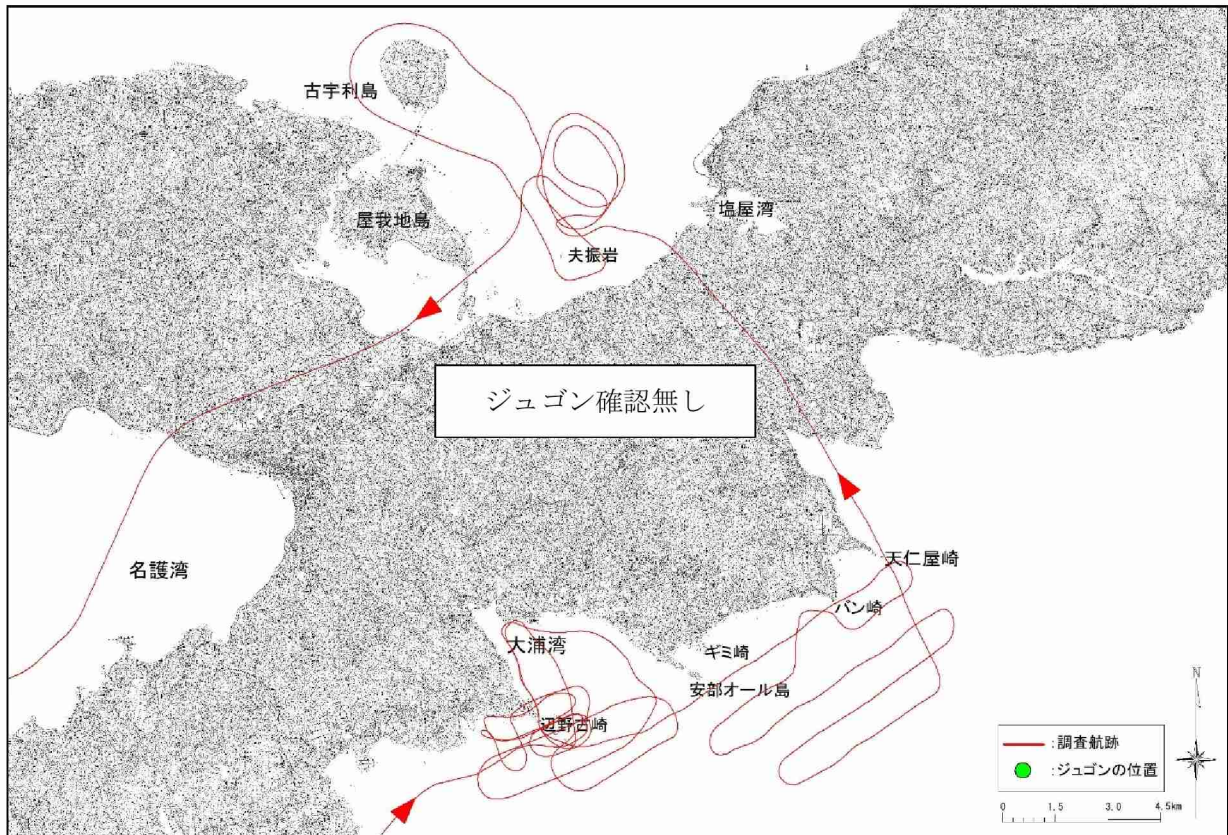 古宇利島
屋我地島
塩屋湾
夫振岩
ジュゴン確認無し
名護湾
天仁屋崎
バン崎
大浦湾
ギミ崎
安部オール島
辺野古崎
N
:調査航跡
:ジュゴンの位置
0 1.5 3.0 4.5km